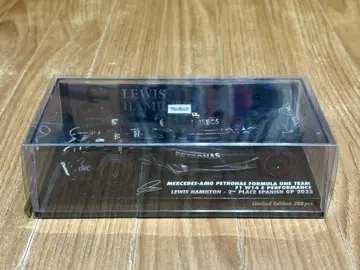 LEWIS
HAMI
INEOS
PETRONAS
MERCEDES-AMG PETRONAS FORMULA ONE TEAM
F1 W14 E PERFORMANCE
LEWIS HAMILTON - 2ND PLACE SPANISH GP 2023
Limited Edition 288 pcs.